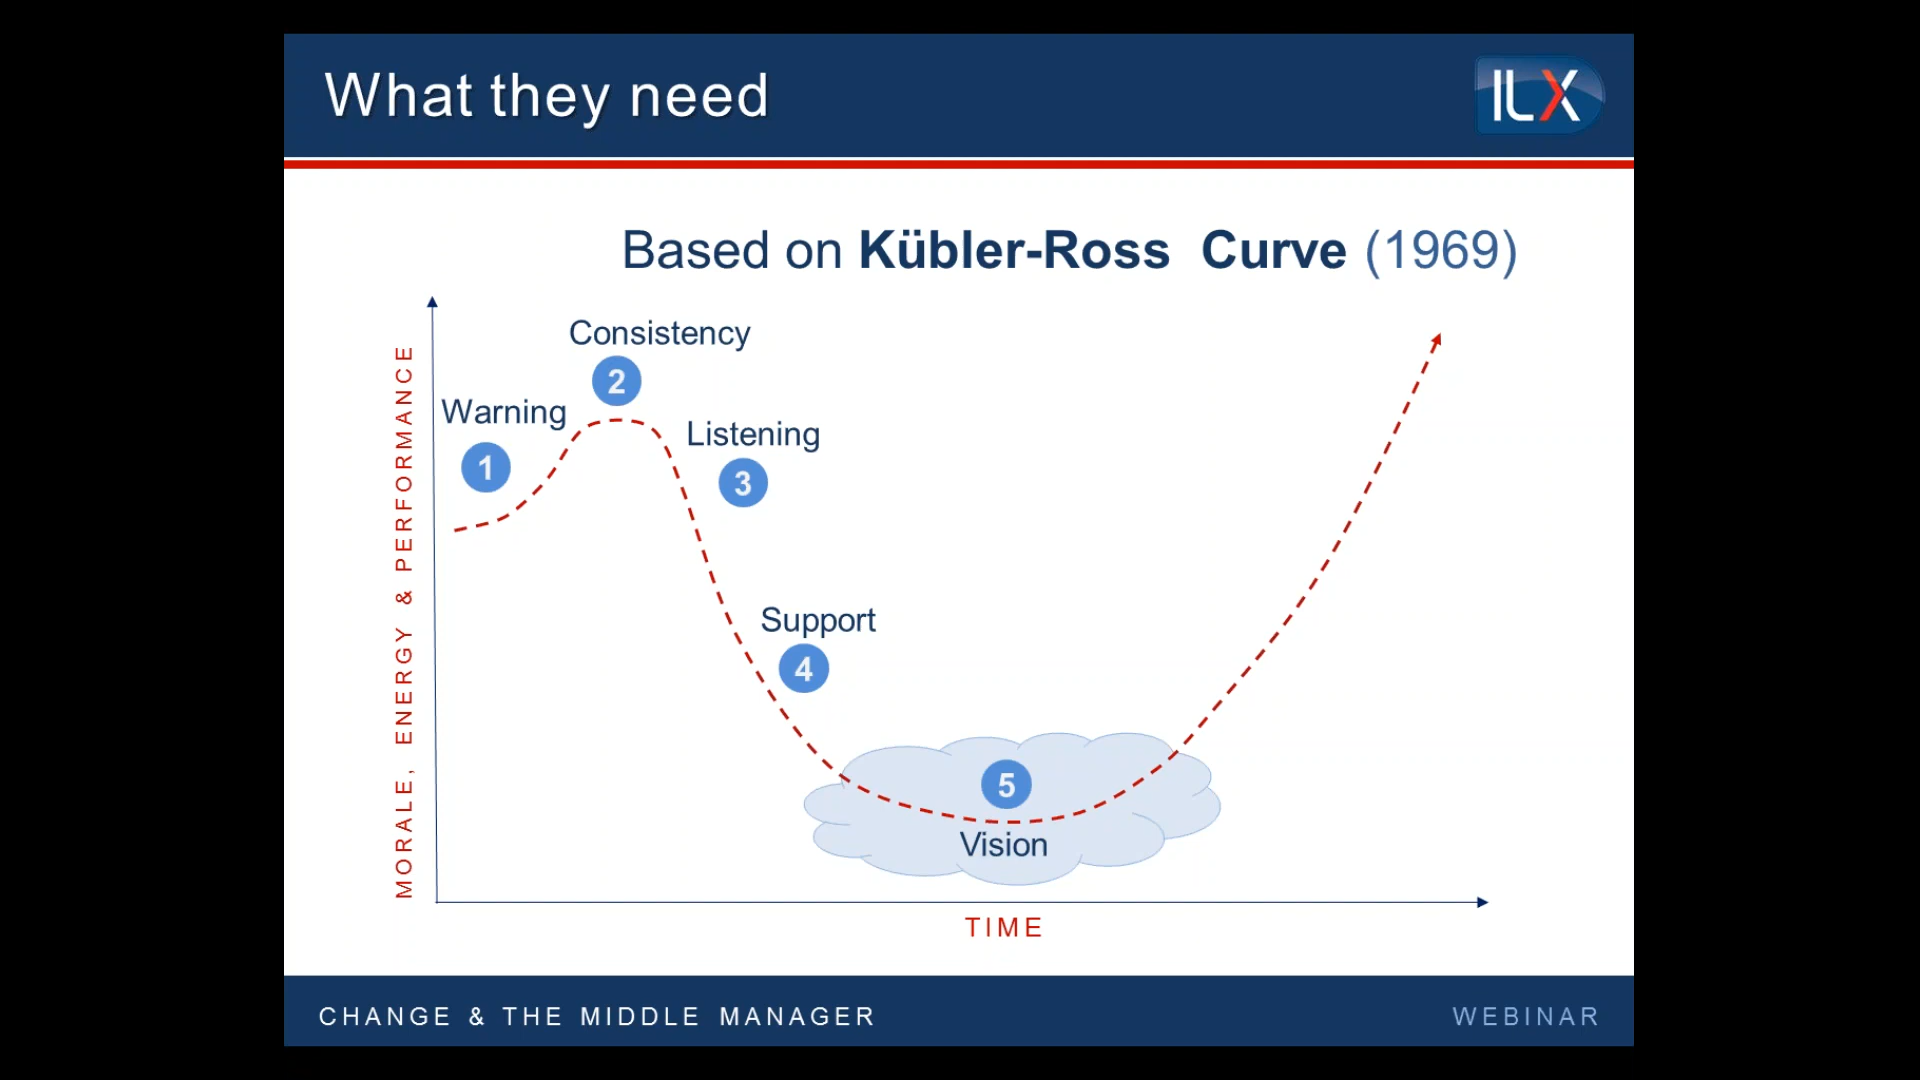 What they need
ILX
Based on Kübler-Ross Curve (1969)
Consistency
2
Warning
1
Listening
3
Support
4
5
Vision
MORALE, ENERGY & PERFORMANCE
TIME
CHANGE & THE MIDDLE MANAGER
WEBINAR